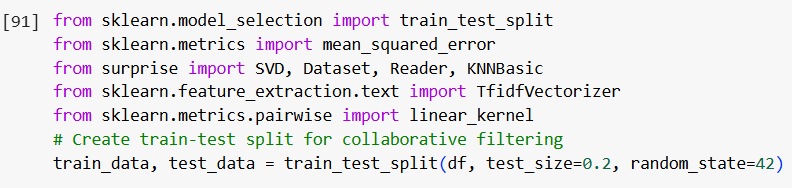 [91] from sklearn.model_selection import train_test_split
from sklearn.metrics import mean_squared_error
from surprise import SVD, Dataset, Reader, KNNBasic
from sklearn.feature_extraction.text import TfidfVectorizer
from sklearn.metrics.pairwise import linear_kernel
# Create train-test split for collaborative filtering
train_data, test_data = train_test_split(df, test_size=0.2, random_state=42)